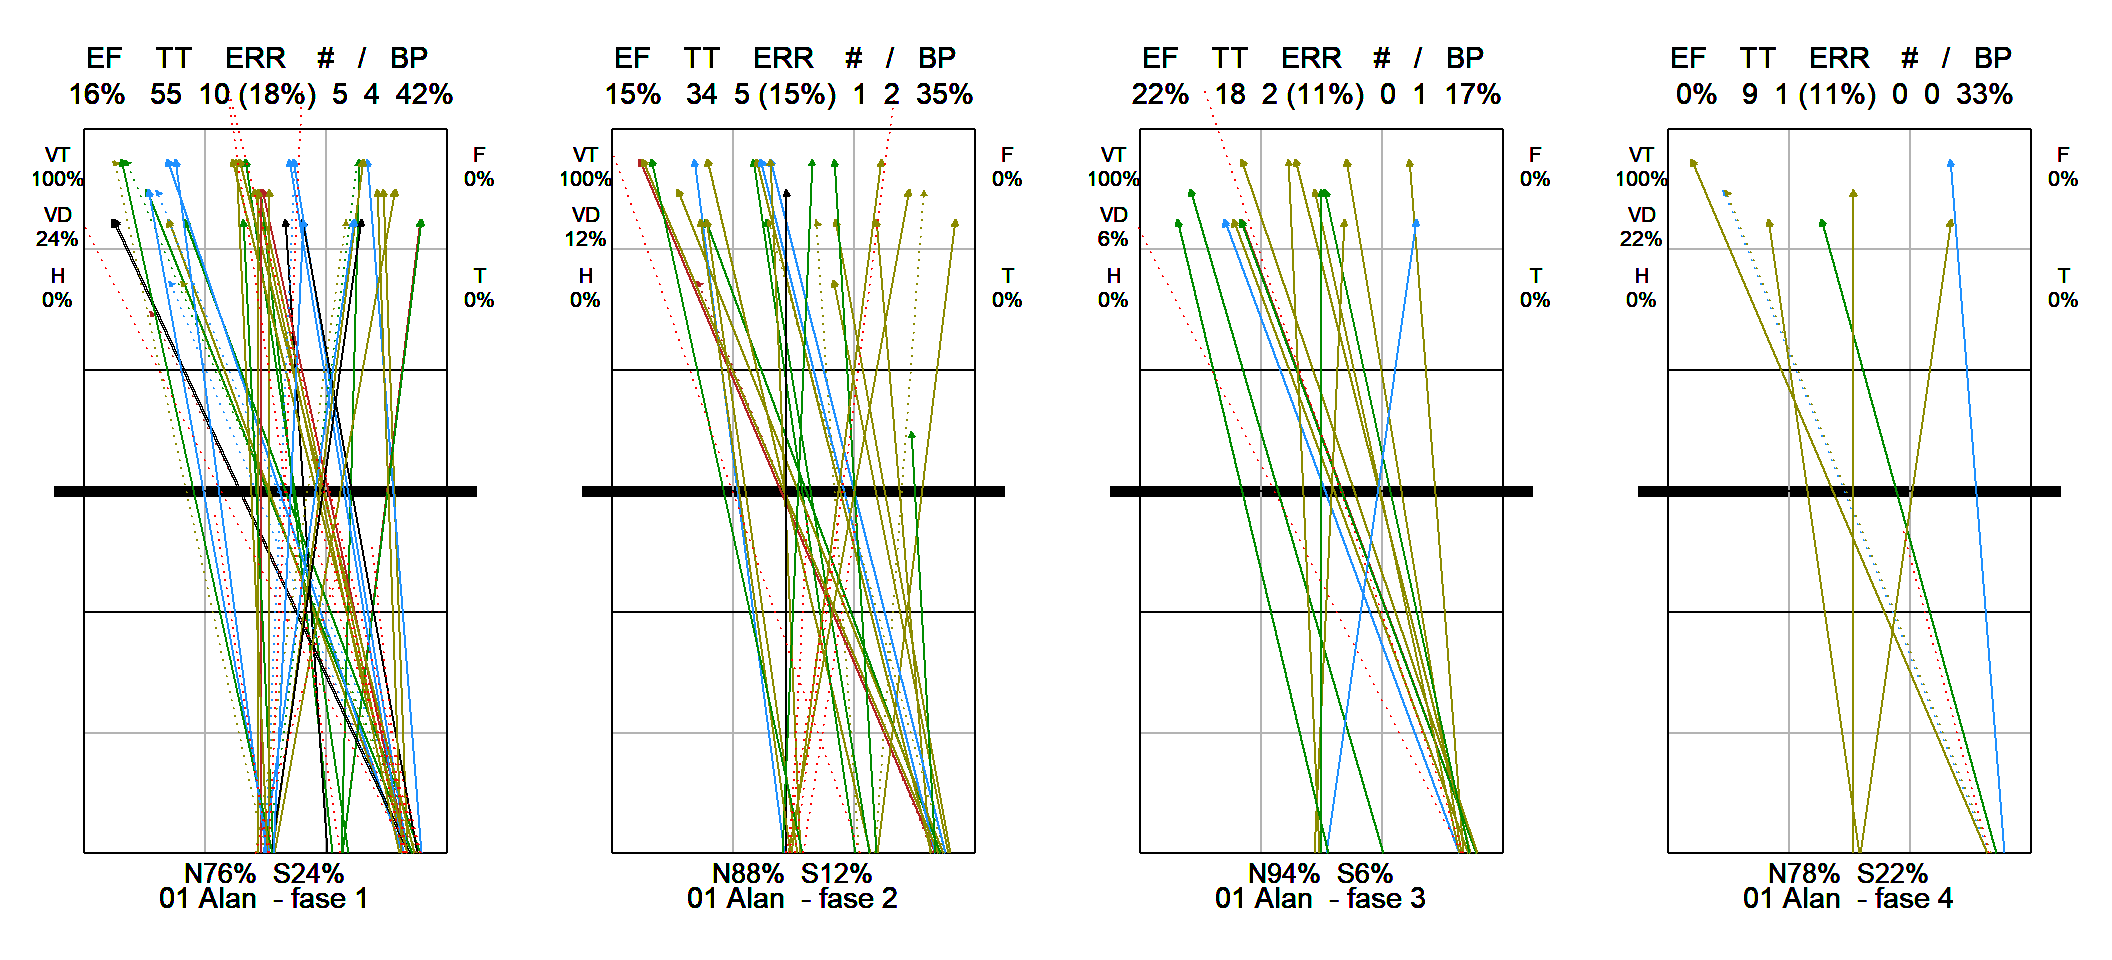 EF TT ERR # / BP
16% 55 10 (18%) 5 4 42%
VT
100%
VD
24%
H
0%
F
0%
T
0%
N76% S24%
01 Alan - fase 1
EF TT ERR # / BP
15% 34 5 (15%) 1 2 35%
VT
100%
VD
12%
H
0%
F
0%
T
0%
N88% S12%
01 Alan - fase 2
EF TT ERR # / BP
22% 18 2 (11%) 0 1 17%
VT
100%
VD
6%
H
0%
F
0%
T
0%
N94% S6%
01 Alan - fase 3
EF TT ERR # / BP
0% 9 1 (11%) 0 0 33%
VT
100%
VD
22%
H
0%
F
0%
T
0%
N78% S22%
01 Alan - fase 4